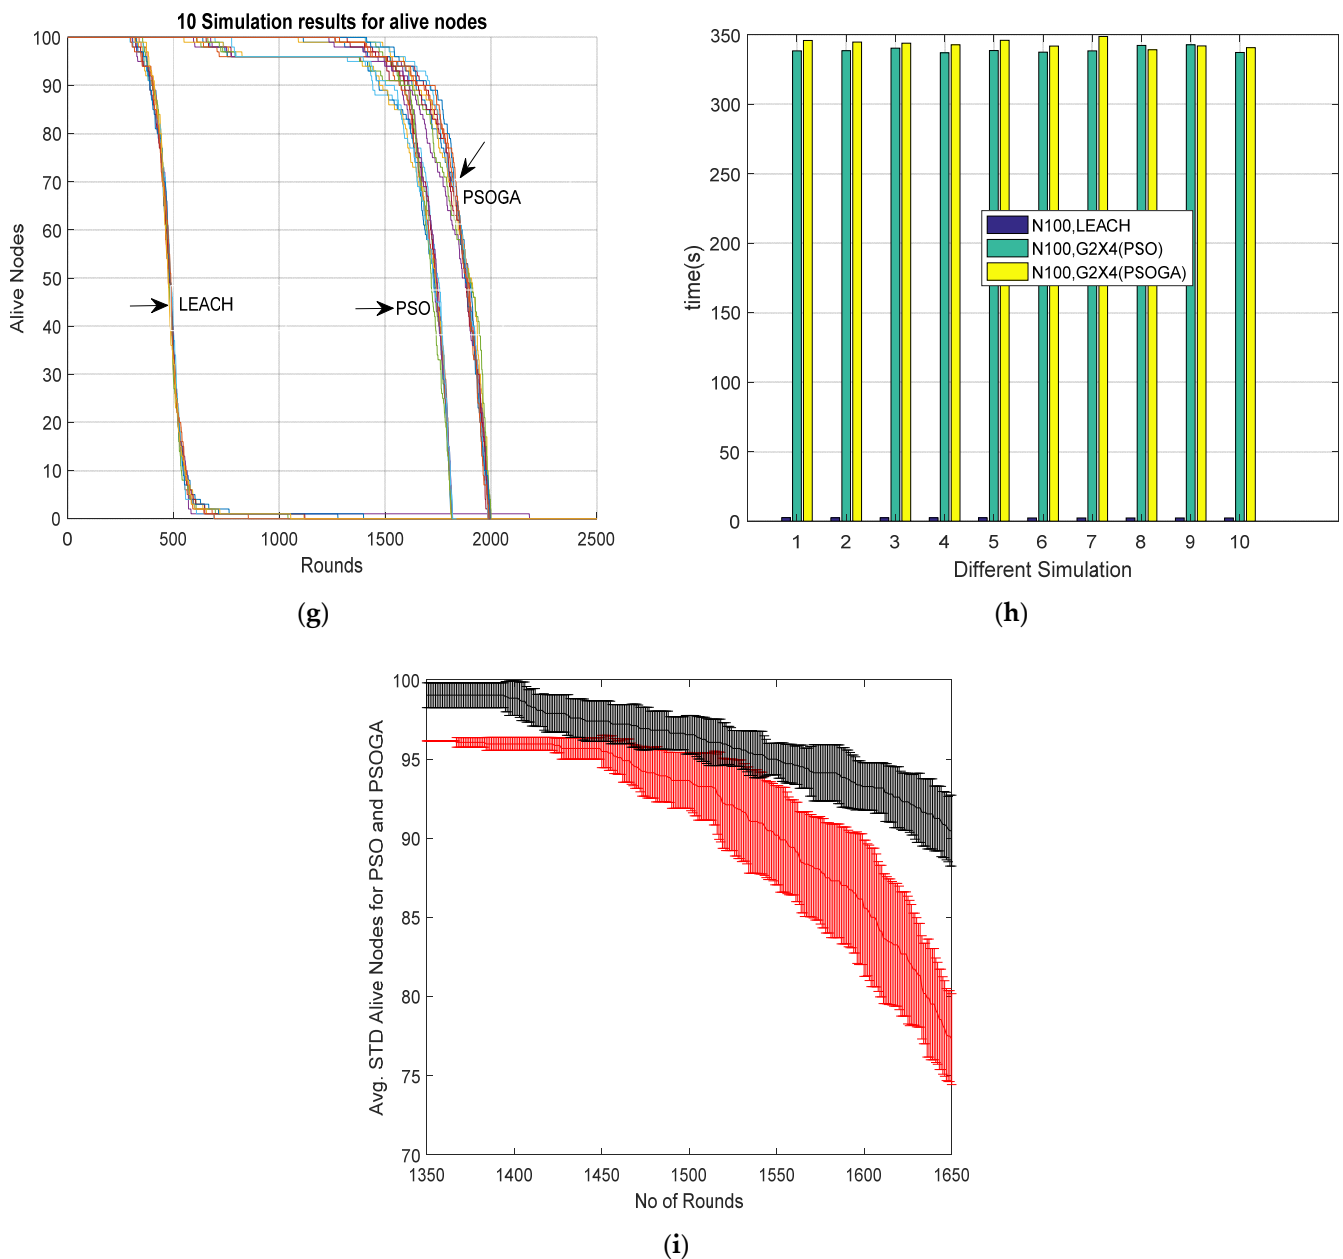 10 Simulation results for alive nodes
100
90
80
70
60
50
40
30
20
10
0
Alive Nodes
LEACH
PSO
PSOGA
0 500 1000 1500 2000 2500
Rounds
(g)
350
300
250
200
150
100
50
0
time(s)
N100,LEACH
N100,G2X4(PSO)
N100,G2X4(PSOGA)
1 2 3 4 5 6 7 8 9 10
Different Simulation
(h)
100
95
90
85
80
75
70
Avg. STD Alive Nodes for PSO and PSOGA
1350 1400 1450 1500 1550 1600 1650
No of Rounds
(i)